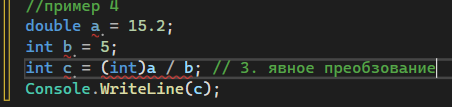 //пример 4
double a = 15.2;
int b = 5;
int c = (int)a / b; // 3. явное преобзование
Console.WriteLine(c);